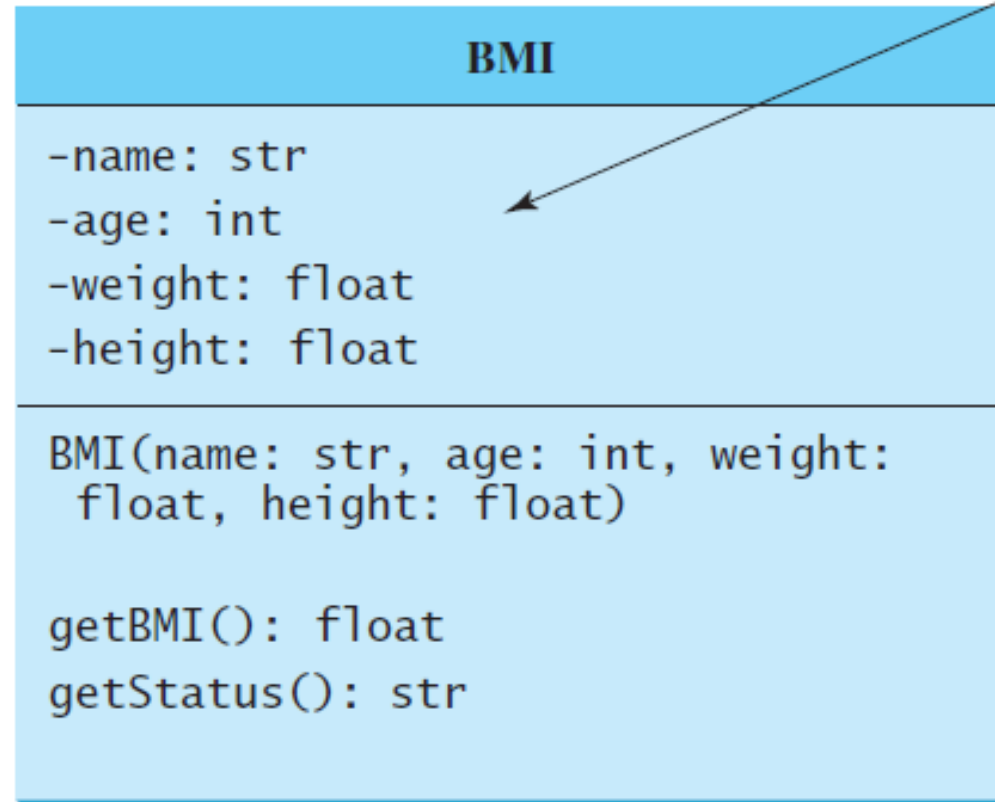 BMI
-name: str
-age: int
-weight: float
-height: float
BMI(name: str, age: int, weight:
float, height: float)
getBMI(): float
getStatus(): str